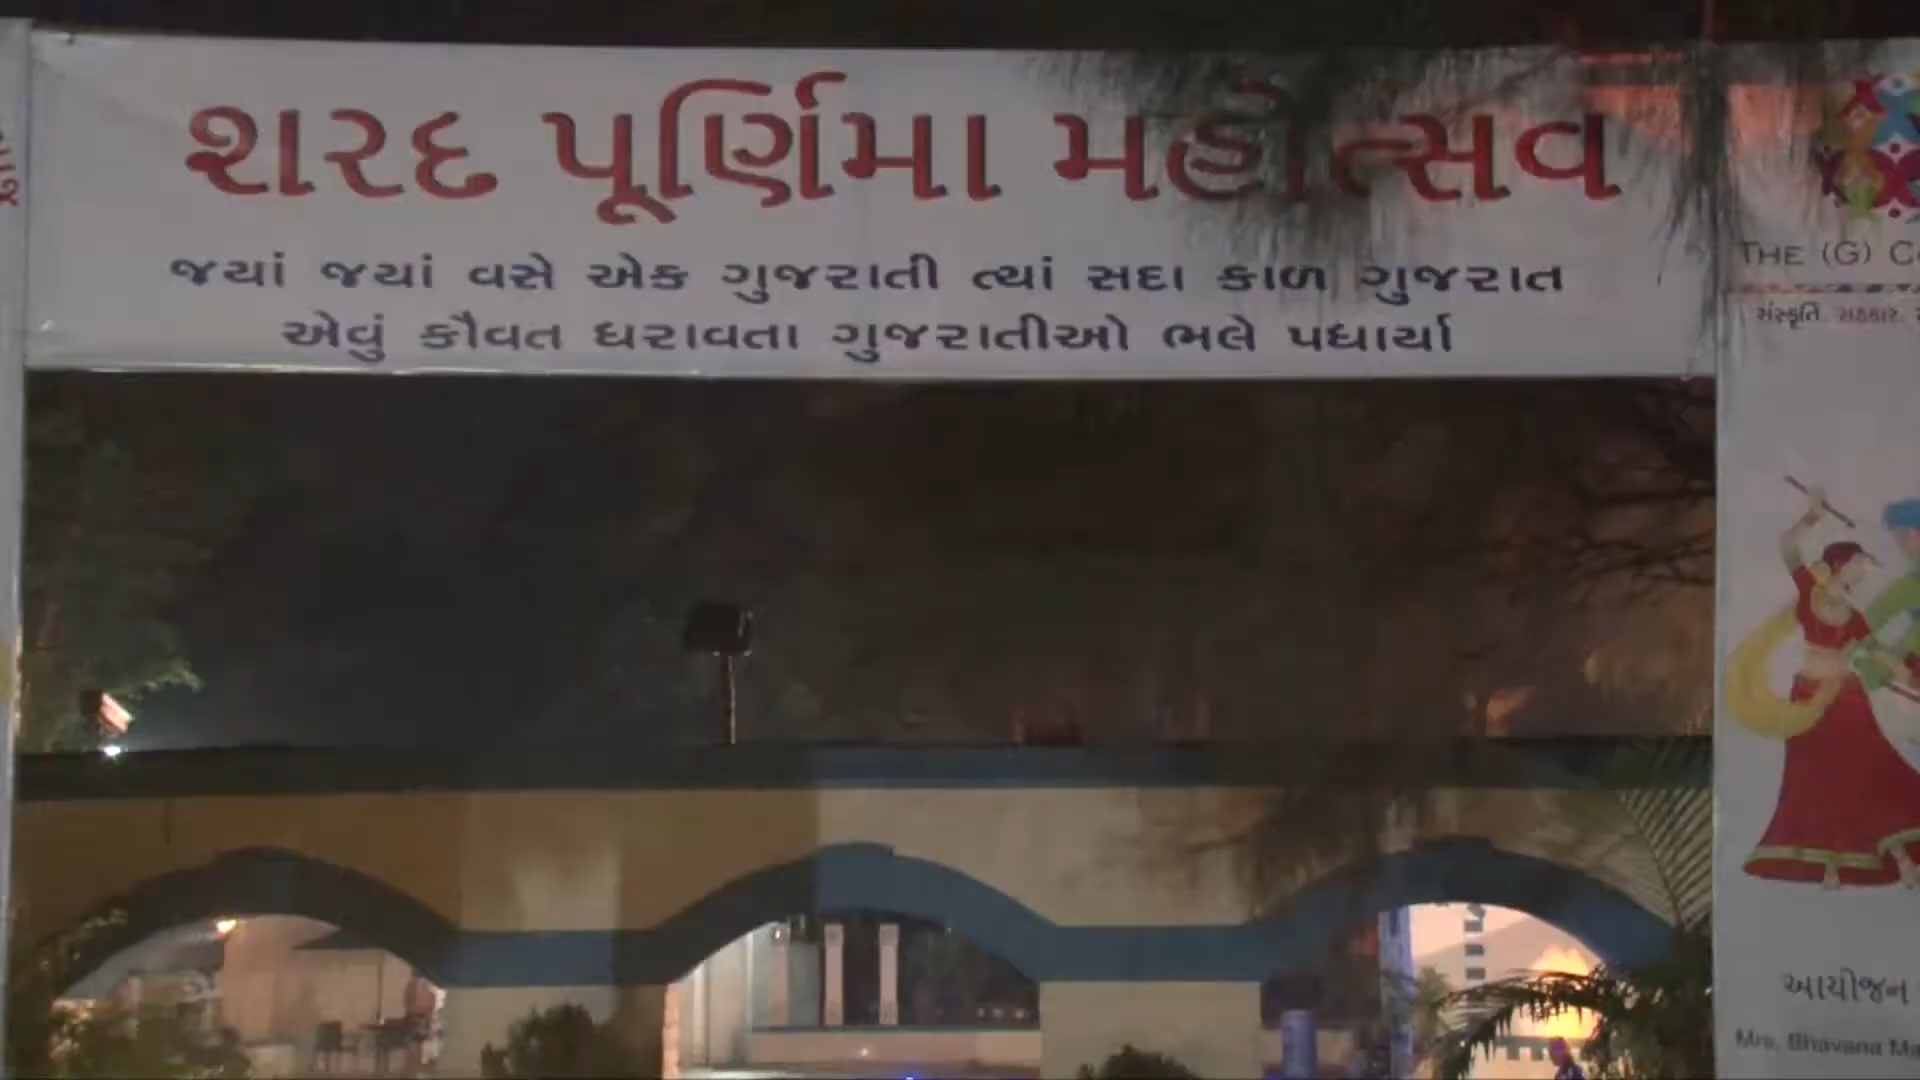 શરદ પૂર્ણિમા મહોત્સવ
જયાં જયાં વસે એક ગુજરાતી ત્યાં સદા કાળ ગુજરાત
એવું કૌવત ધરાવતા ગુજરાતીઓ ભલે પધાર્યા
THE (G)
સંસ્કૃતિ. સહકાર.
આયોજન
Mrs. Bhavana